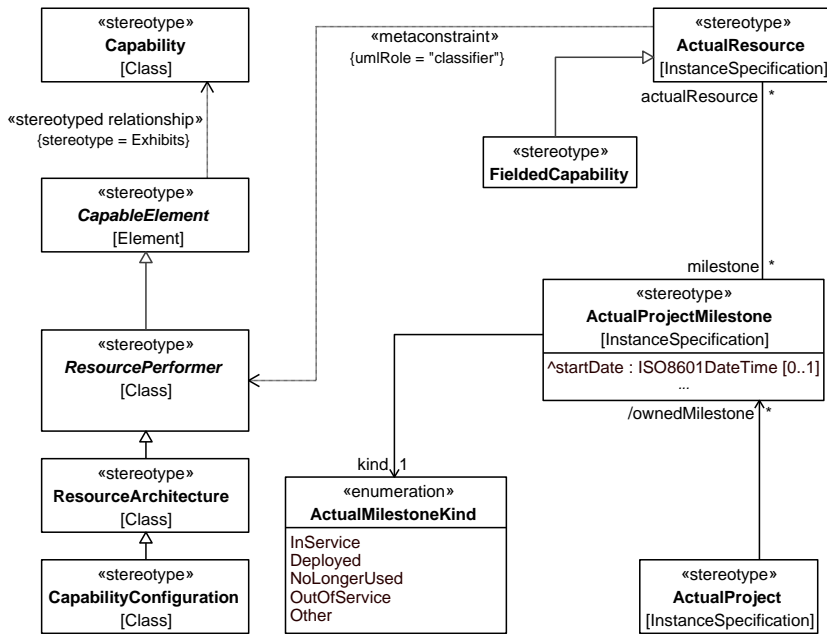 «stereotype»
Capability
[Class]
«stereotyped relationship»
{stereotype = Exhibits}
«stereotype»
CapableElement
[Element]
«stereotype»
ResourcePerformer
[Class]
«stereotype»
ResourceArchitecture
[Class]
«stereotype»
CapabilityConfiguration
[Class]
«metaconstraint»
{umlRole = "classifier"}
«stereotype»
ActualResource
[InstanceSpecification]
actualResource *
«stereotype»
FieldedCapability
milestone *
«stereotype»
ActualProjectMilestone
[InstanceSpecification]
^startDate : ISO8601DateTime [0..1]
...
/ownedMilestone *
kind 1
«enumeration»
ActualMilestoneKind
InService
Deployed
NoLongerUsed
OutOfService
Other
«stereotype»
ActualProject
[InstanceSpecification]